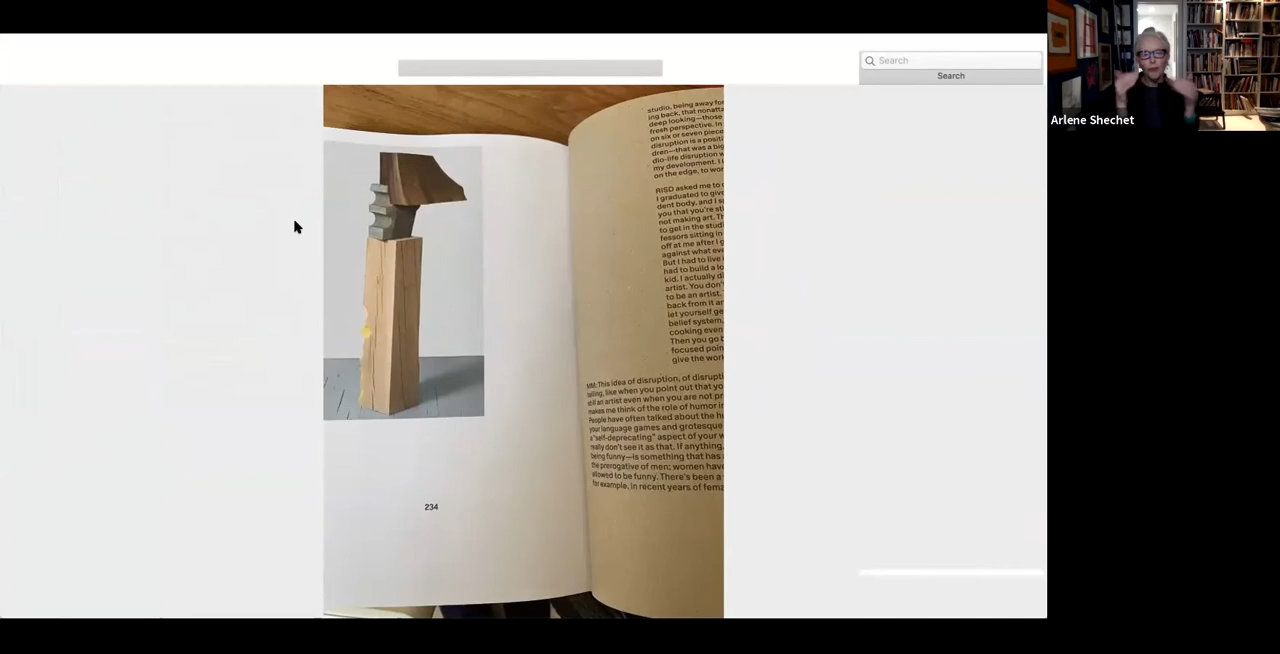 Search
Search
Arlene Shechet
studio, being away fo
ing back, that nonatta
deep looking—those
fresh perspective. In
on six or seven piece
disruption is a positi
dren—that was a big
dio-life disruption w
my development. I
on the edge, to wor
RISD asked me to
I graduated to give
dent body, and I s
you that you're sti
not making art. Th
to get in the studi
fessors sitting in
off at me after I g
against what eve
But I had to live
had to build a lo
kid. I actually di
artist. You don'
to be an artist.
back from it an
let yourself ge
belief system,
cooking even
Then you go b
focused poin
give the work
MM: This idea of disruption, of disrupti
telling, like when you point out that yo
still an artist even when you are not pr
makes me think of the role of humor in
People have often talked about the hu
your language games and grotesque
a "self-deprecating" aspect of your w
really don't see it as that. If anything,
being funny—is something that has
the prerogative of men; women have
allowed to be funny. There's been a
for example, in recent years of fema
234